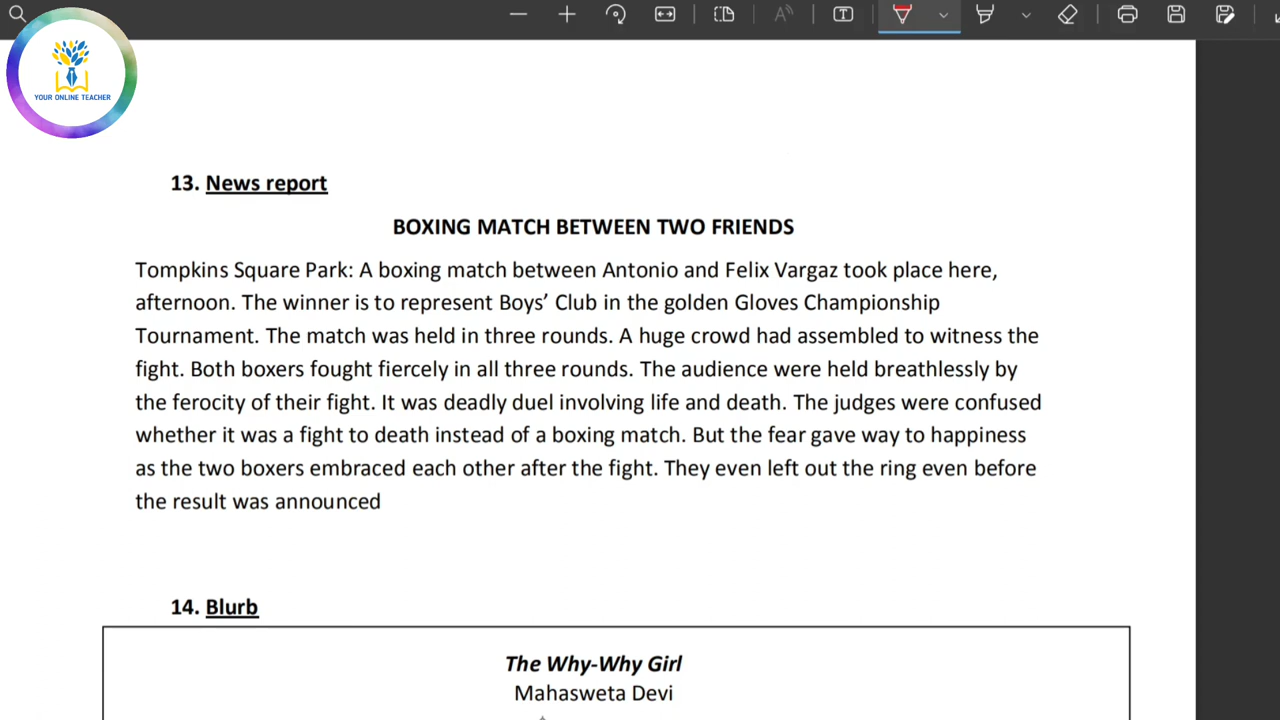 YOUR ONLINE TEACHER
13. News report
BOXING MATCH BETWEEN TWO FRIENDS
Tompkins Square Park: A boxing match between Antonio and Felix Vargaz took place here,
afternoon. The winner is to represent Boys’ Club in the golden Gloves Championship
Tournament. The match was held in three rounds. A huge crowd had assembled to witness the
fight. Both boxers fought fiercely in all three rounds. The audience were held breathlessly by
the ferocity of their fight. It was deadly duel involving life and death. The judges were confused
whether it was a fight to death instead of a boxing match. But the fear gave way to happiness
as the two boxers embraced each other after the fight. They even left out the ring even before
the result was announced
14. Blurb
The Why-Why Girl
Mahasweta Devi